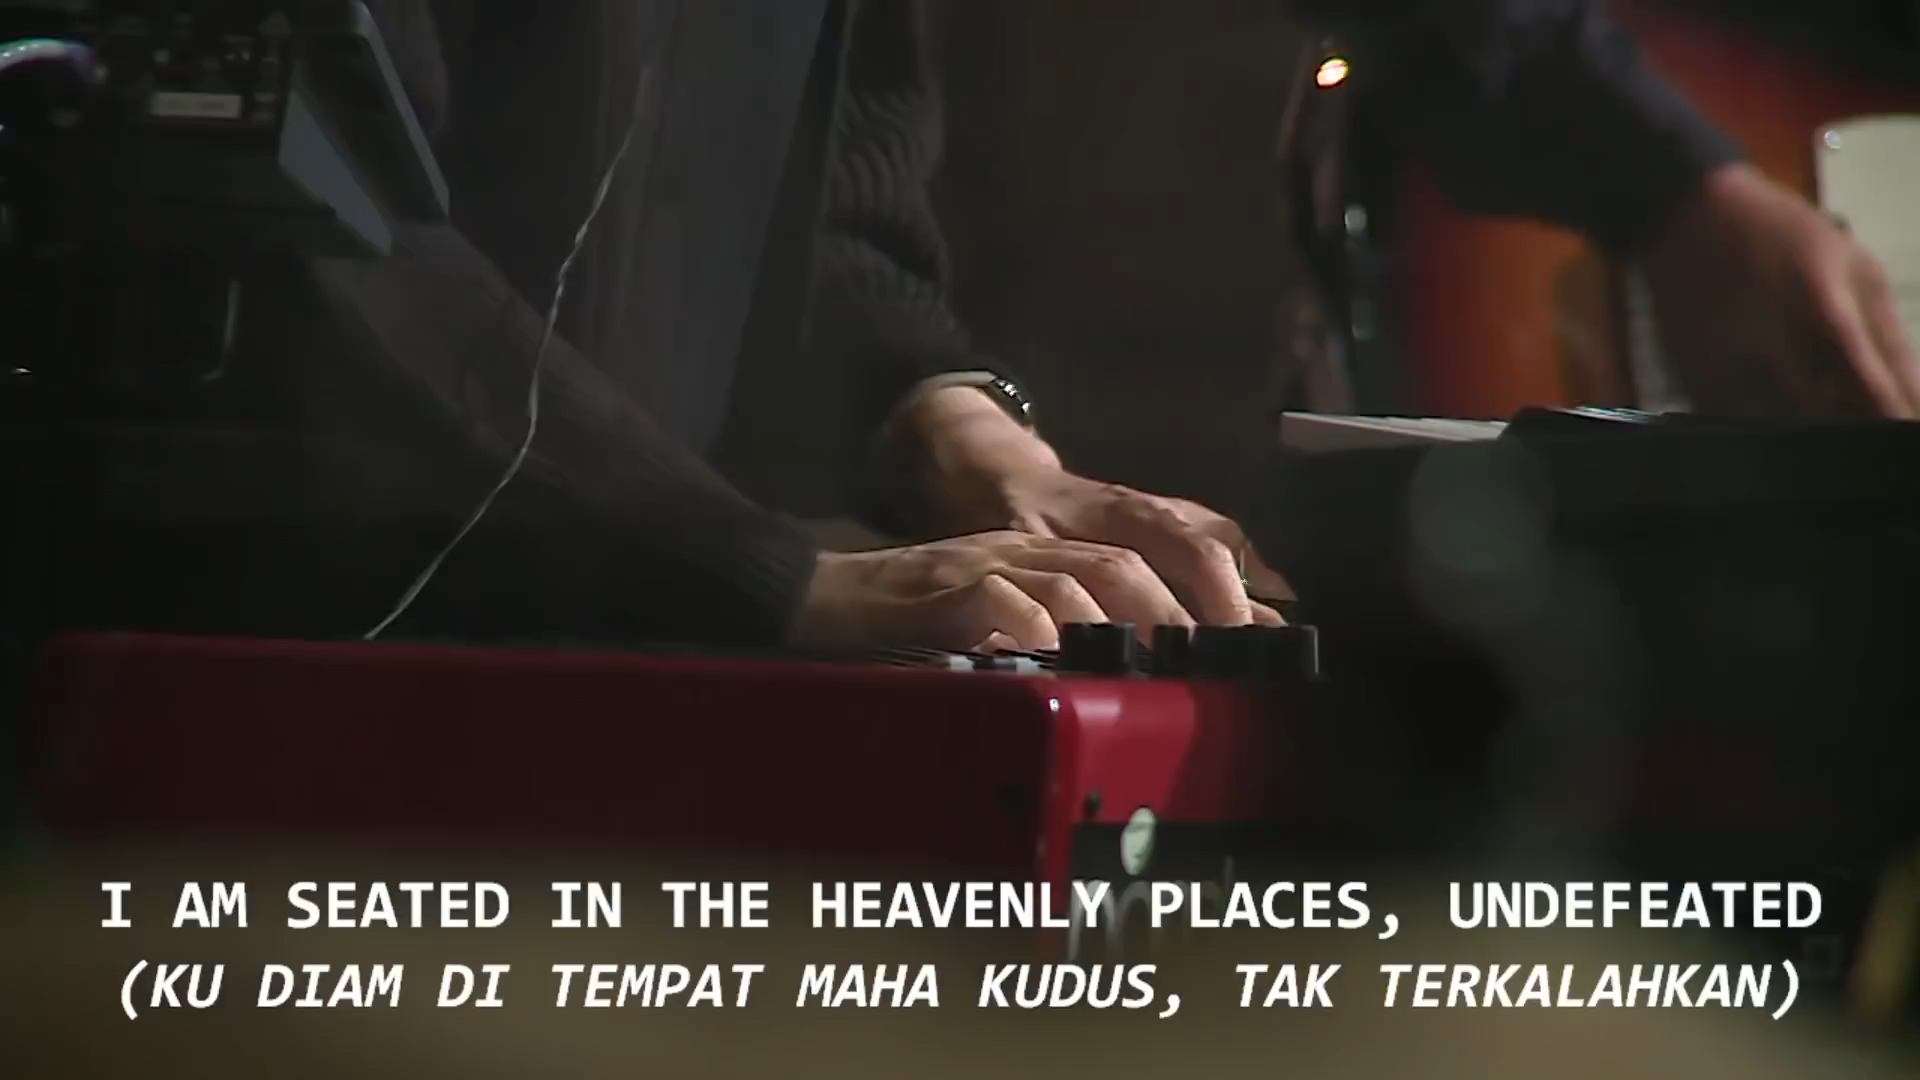 I AM SEATED IN THE HEAVENLY PLACES, UNDEFEATED
(KU DIAM DI TEMPAT MAHA KUDUS, TAK TERKALAHKAN)